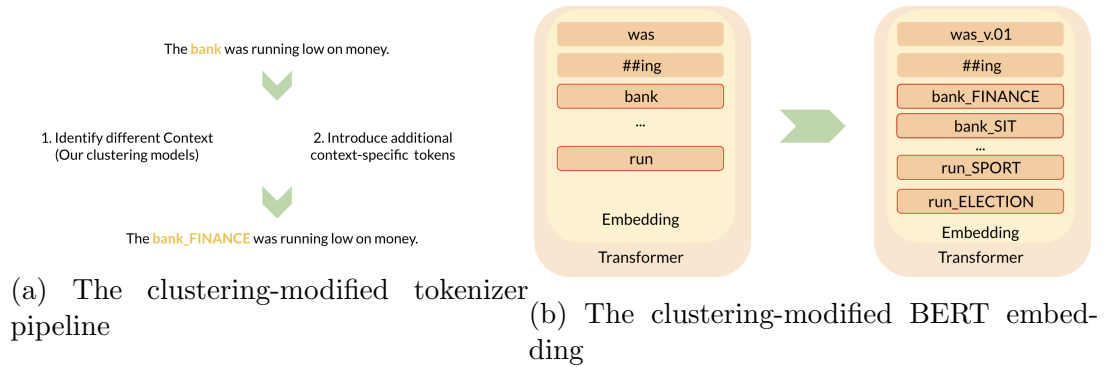 The bank was running low on money.
1. Identify different Context
(Our clustering models)
2. Introduce additional
context-specific tokens
The bank_FINANCE was running low on money.
(a) The clustering-modified tokenizer
pipeline
was
##ing
bank
...
run
Embedding
Transformer
was_v.01
##ing
bank_FINANCE
bank_SIT
...
run_SPORT
run_ELECTION
Embedding
Transformer
(b) The clustering-modified BERT embed-
ding